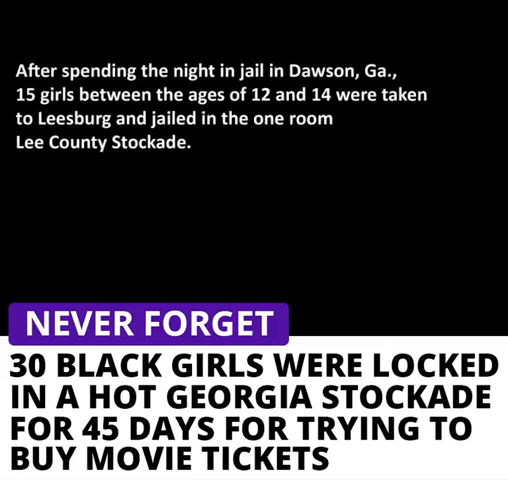 After spending the night in jail in Dawson, Ga.,
15 girls between the ages of 12 and 14 were taken
to Leesburg and jailed in the one room
Lee County Stockade.
NEVER FORGET
30 BLACK GIRLS WERE LOCKED
IN A HOT GEORGIA STOCKADE
FOR 45 DAYS FOR TRYING TO
BUY MOVIE TICKETS